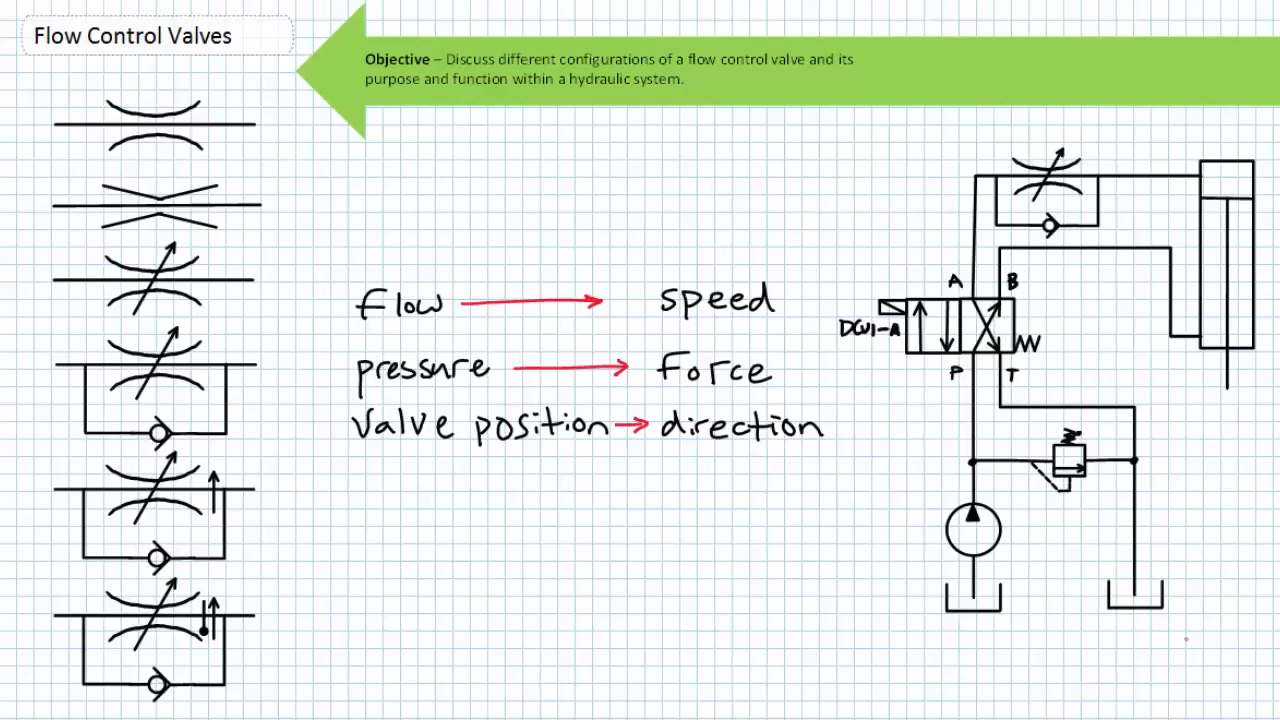 Flow Control Valves
Objective – Discuss different configurations of a flow control valve and its
purpose and function within a hydraulic system.
flow
speed
pressure
force
valve position
direction
A
B
DCV1-A
P
T